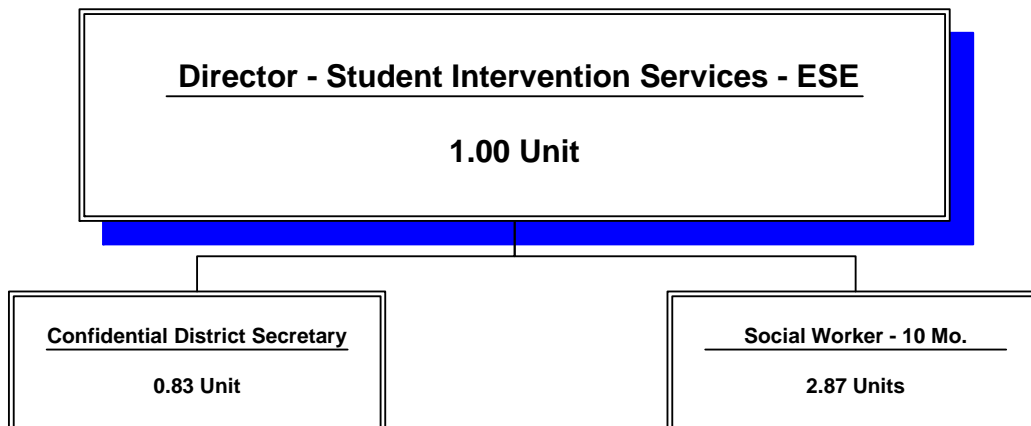 Director - Student Intervention Services - ESE
1.00 Unit
Confidential District Secretary
0.83 Unit
Social Worker - 10 Mo.
2.87 Units